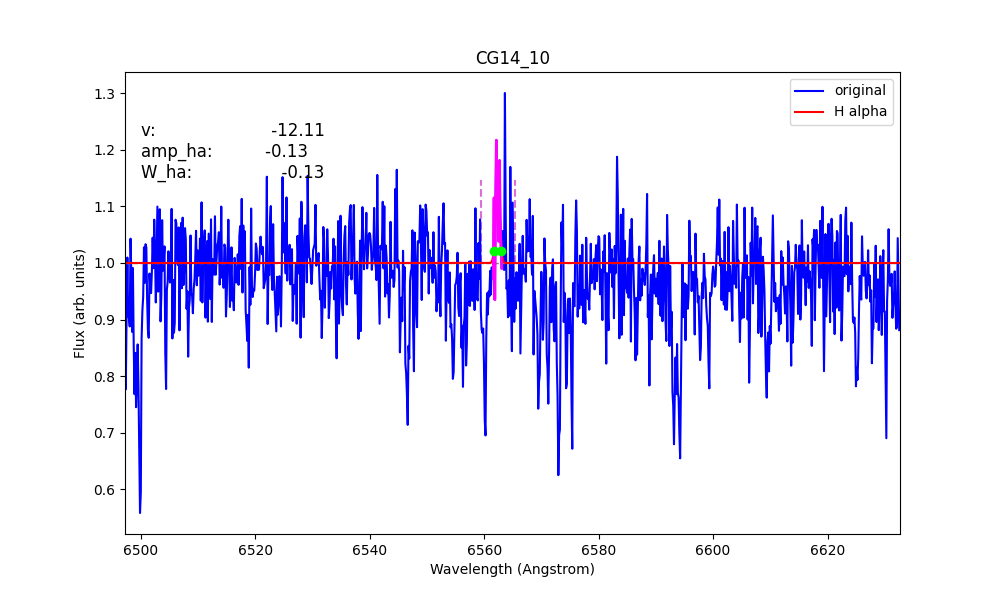 CG14_10
original
H alpha
v: -12.11
amp_ha: -0.13
W_ha: -0.13
1.3
1.2
1.1
1.0
0.9
0.8
0.7
0.6
Flux (arb. units)
6500 6520 6540 6560 6580 6600 6620
Wavelength (Angstrom)